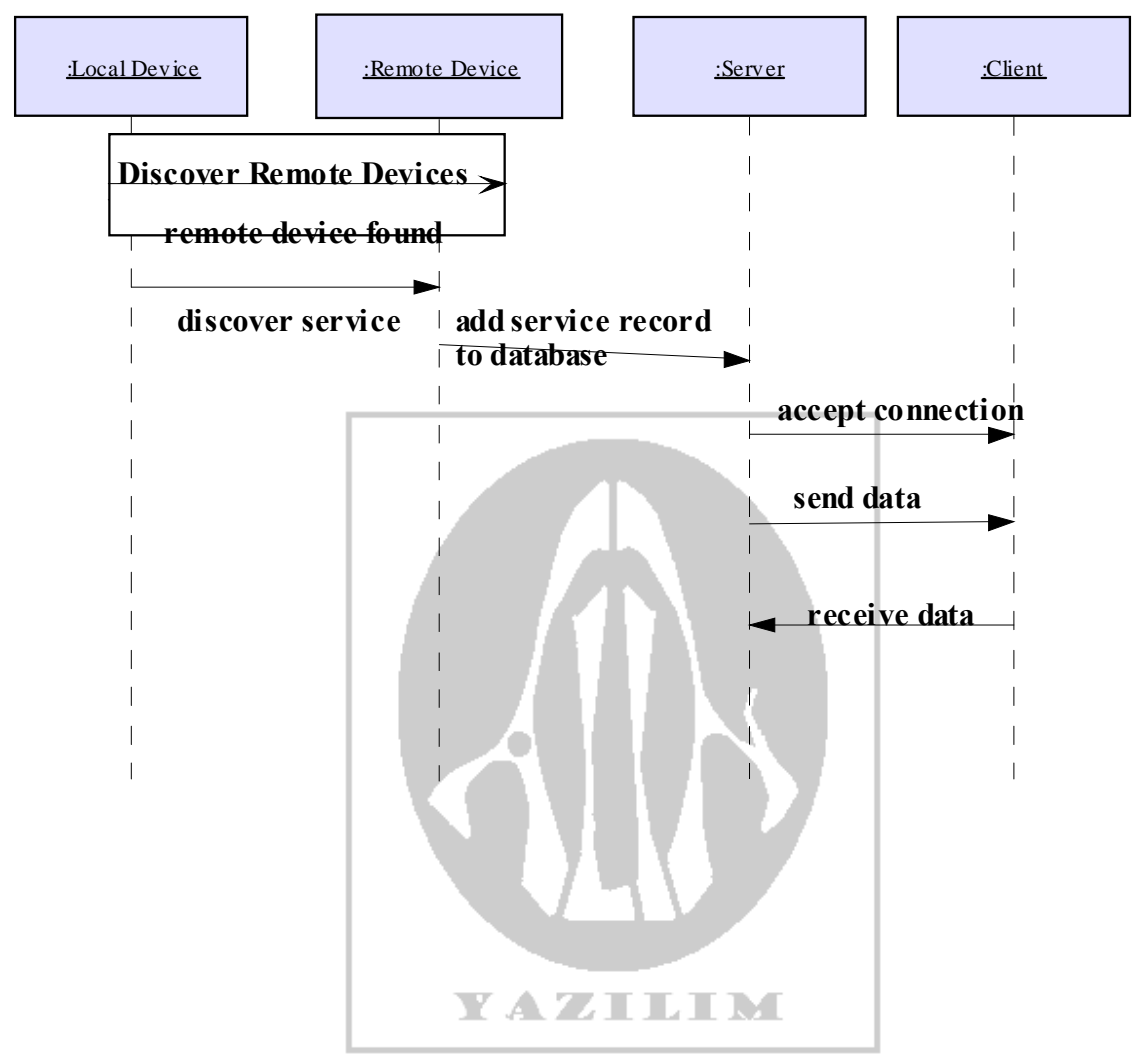 :Local Device
:Remote Device
:Server
:Client
Discover Remote Devices
remote device found
discover service
add service record
to database
accept connection
send data
receive data
YAZILIM